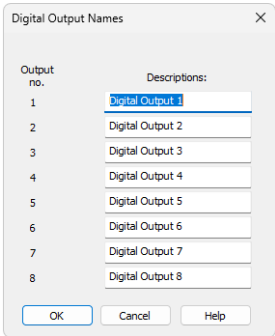 Digital Output Names
Output no.
Descriptions:
1 Digital Output 1
2 Digital Output 2
3 Digital Output 3
4 Digital Output 4
5 Digital Output 5
6 Digital Output 6
7 Digital Output 7
8 Digital Output 8
OK Cancel Help